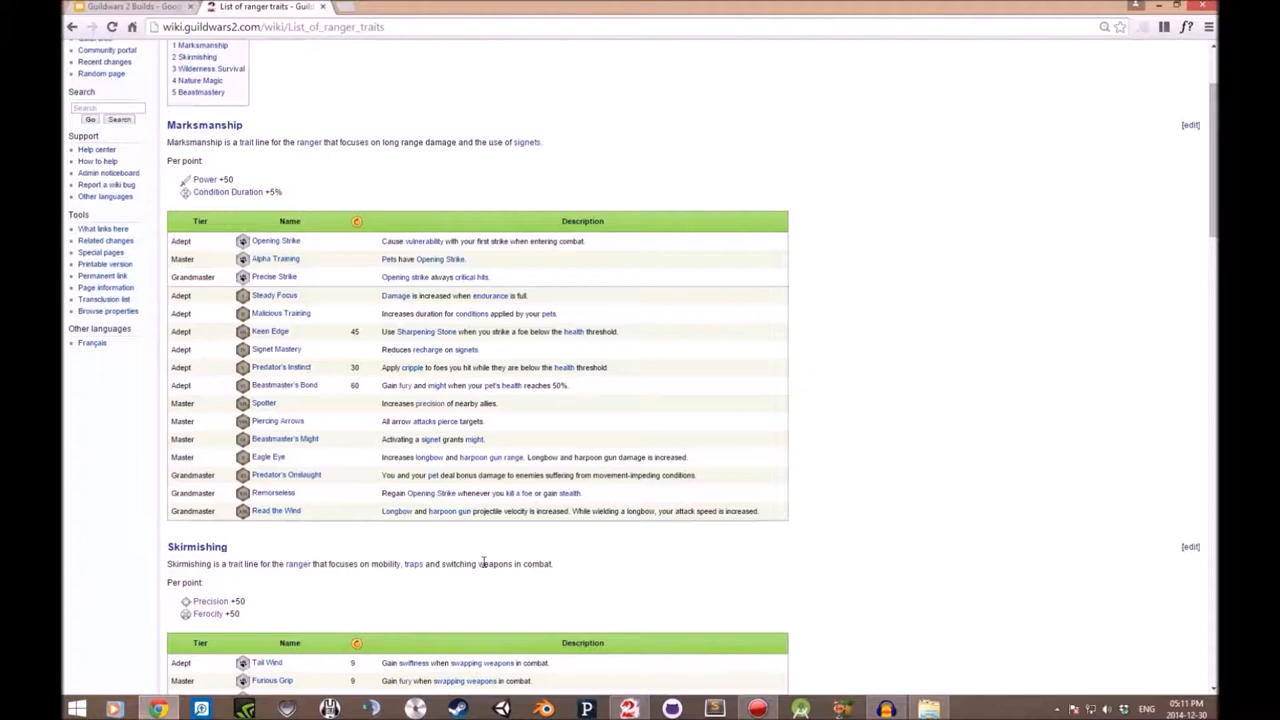 Guildwars 2 Builds - Goog
List of ranger traits - Guild
wiki.guildwars2.com/wiki/List_of_ranger_traits
Community portal
Recent changes
Random page
Search
Search
Go Search
Support
Help center
How to help
Admin noticeboard
Report a wiki bug
Other languages
Tools
What links here
Related changes
Special pages
Printable version
Permanent link
Page information
Transclusion list
Browse properties
Other languages
Français
1 Marksmanship
2 Skirmishing
3 Wilderness Survival
4 Nature Magic
5 Beastmastery
Marksmanship [edit]
Marksmanship is a trait line for the ranger that focuses on long range damage and the use of signets.
Per point:
Power +50
Condition Duration +5%
Tier Name Description
Adept Opening Strike Cause vulnerability with your first strike when entering combat.
Master Alpha Training Pets have Opening Strike.
Grandmaster Precise Strike Opening strike always critical hits.
Adept Steady Focus Damage is increased when endurance is full.
Adept Malicious Training Increases duration for conditions applied by your pets.
Adept Keen Edge 45 Use Sharpening Stone when you strike a foe below the health threshold.
Adept Signet Mastery Reduces recharge on signets.
Adept Predator's Instinct 30 Apply cripple to foes you hit while they are below the health threshold.
Adept Beastmaster's Bond 60 Gain fury and might when your pet's health reaches 50%.
Master Spotter Increases precision of nearby allies.
Master Piercing Arrows All arrow attacks pierce targets.
Master Beastmaster's Might Activating a signet grants might.
Master Eagle Eye Increases longbow and harpoon gun range. Longbow and harpoon gun damage is increased.
Grandmaster Predator's Onslaught You and your pet deal bonus damage to enemies suffering from movement-impeding conditions.
Grandmaster Remorseless Regain Opening Strike whenever you kill a foe or gain stealth.
Grandmaster Read the Wind Longbow and harpoon gun projectile velocity is increased. While wielding a longbow, your attack speed is increased.
Skirmishing [edit]
Skirmishing is a trait line for the ranger that focuses on mobility, traps and switching weapons in combat.
Per point:
Precision +50
Ferocity +50
Tier Name Description
Adept Tail Wind 9 Gain swiftness when swapping weapons in combat.
Master Furious Grip 9 Gain fury when swapping weapons in combat.
05:11 PM
2014-12-30